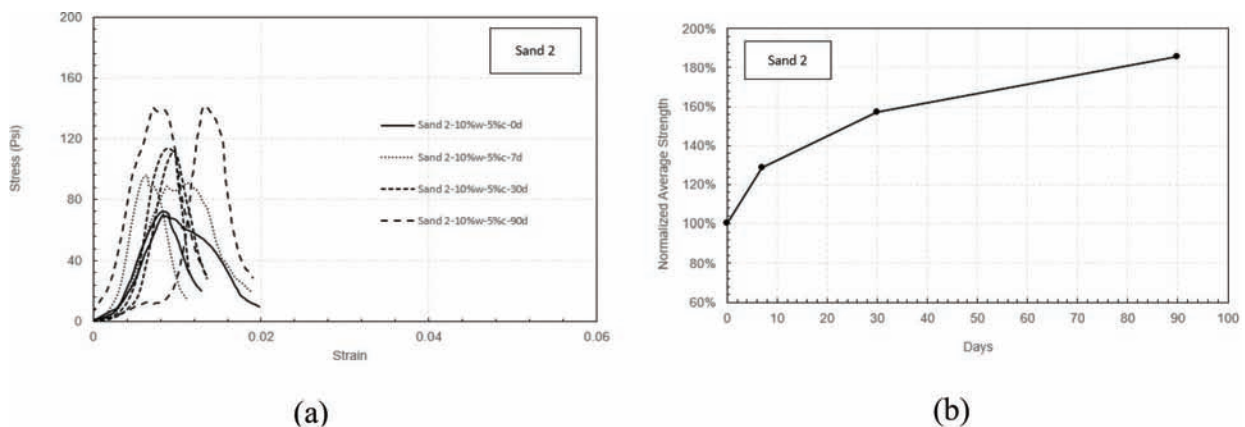 200
160
120
80
40
0
Stress (Psi)
Sand 2
Sand 2-10%w-5%c-0d
Sand 2-10%w-5%c-7d
Sand 2-10%w-5%c-30d
Sand 2-10%w-5%c-90d
0
0.02
0.04
0.06
Strain
(a)
200%
180%
160%
140%
120%
100%
80%
60%
Normalized Average Strength
Sand 2
0
10
20
30
40
50
60
70
80
90
100
Days
(b)